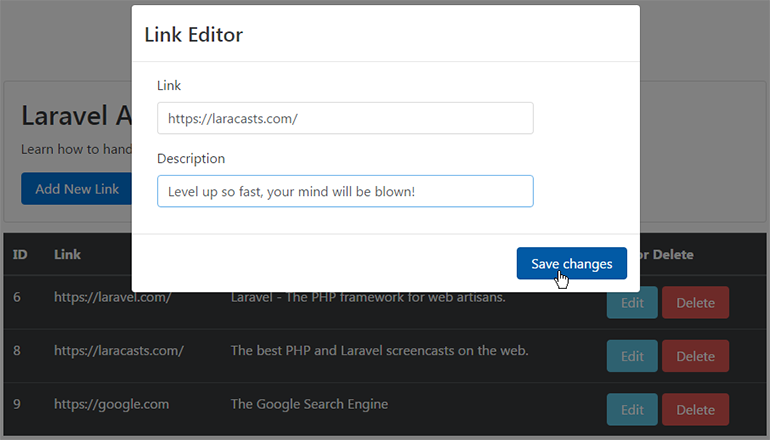 Link Editor
Link
https://laracasts.com/
Description
Level up so fast, your mind will be blown!
Save changes
Laravel A
Learn how to hand
Add New Link
ID Link or Delete
6 https://laravel.com/ Laravel - The PHP framework for web artisans. Edit Delete
8 https://laracasts.com/ The best PHP and Laravel screencasts on the web. Edit Delete
9 https://google.com The Google Search Engine Edit Delete